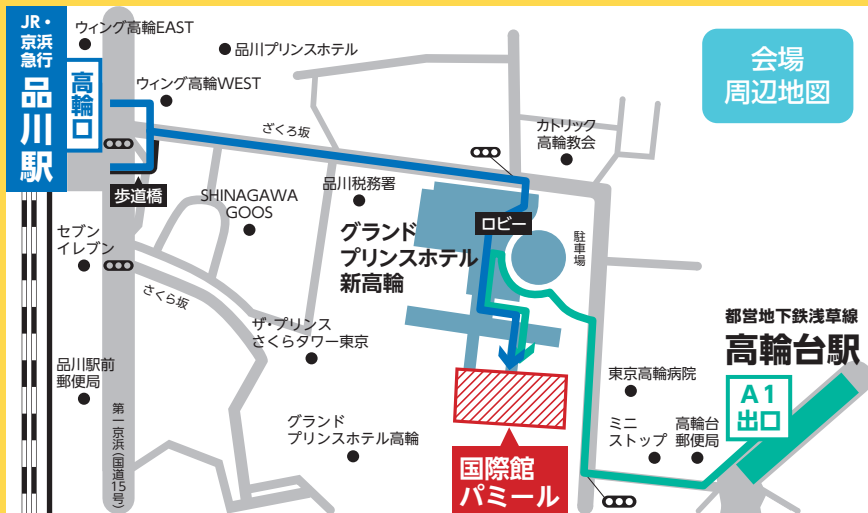 JR・
京浜
急行
品川駅
高輪口
ウィング高輪EAST
品川プリンスホテル
ウィング高輪WEST
会場
周辺地図
ざくろ坂
カトリック
高輪教会
歩道橋
SHINAGAWA
GOOS
品川税務署
ロビー
駐車場
グランド
プリンスホテル
新高輪
セブン
イレブン
さくら坂
ザ・プリンス
さくらタワー東京
都営地下鉄浅草線
高輪台駅
A1
出口
品川駅前
郵便局
第一京浜(国道15号)
東京高輪病院
グランド
プリンスホテル高輪
ミニ
ストップ
高輪台
郵便局
国際館
パミール